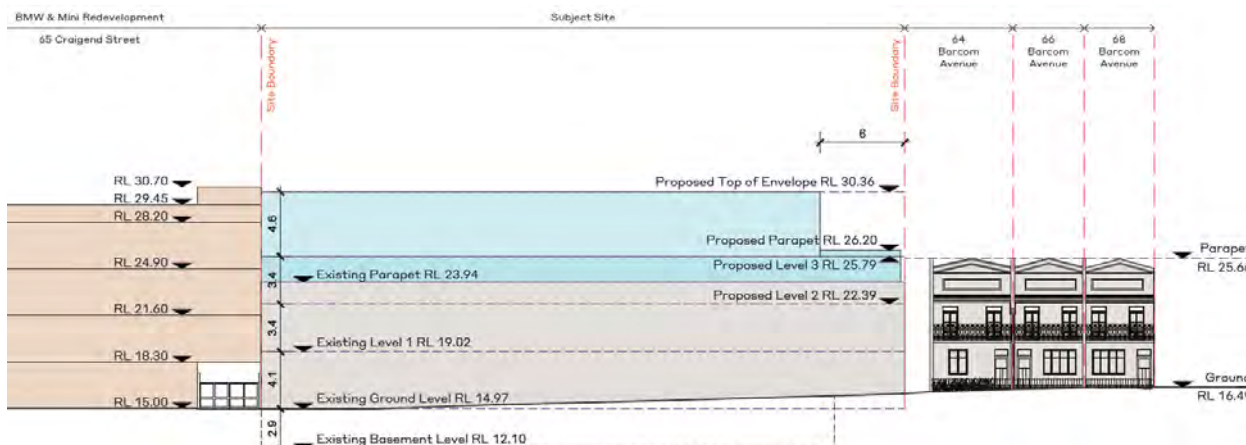 BMW & Mini Redevelopment
65 Craigend Street
Subject Site
64
Barcom
Avenue
66
Barcom
Avenue
68
Barcom
Avenue
Site Boundary
Site Boundary
6
RL 30.70
RL 29.45
RL 28.20
RL 24.90
RL 21.60
RL 18.30
RL 15.00
4.6
3.4
3.4
4.1
2.9
Proposed Top of Envelope RL 30.36
Proposed Parapet RL 26.20
Proposed Level 3 RL 25.79
Existing Parapet RL 23.94
Proposed Level 2 RL 22.39
Existing Level 1 RL 19.02
Existing Ground Level RL 14.97
Existing Basement Level RL 12.10
Parapet
RL 25.6
Ground
RL 16.4